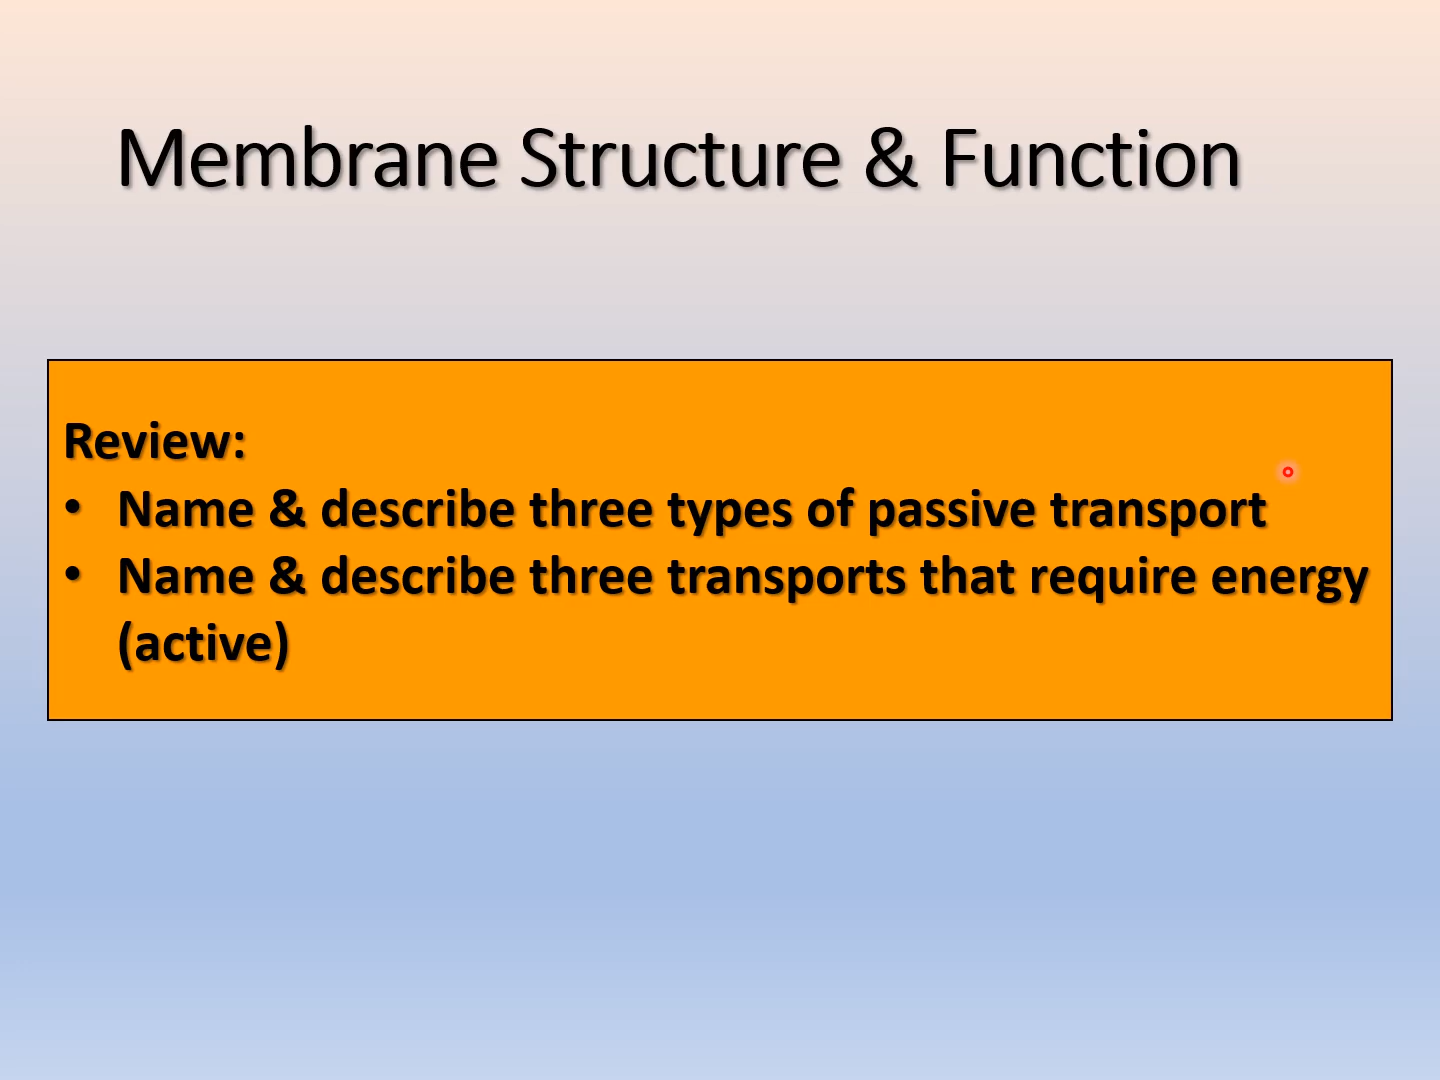 Membrane Structure & Function
Review:
• Name & describe three types of passive transport
• Name & describe three transports that require energy
(active)